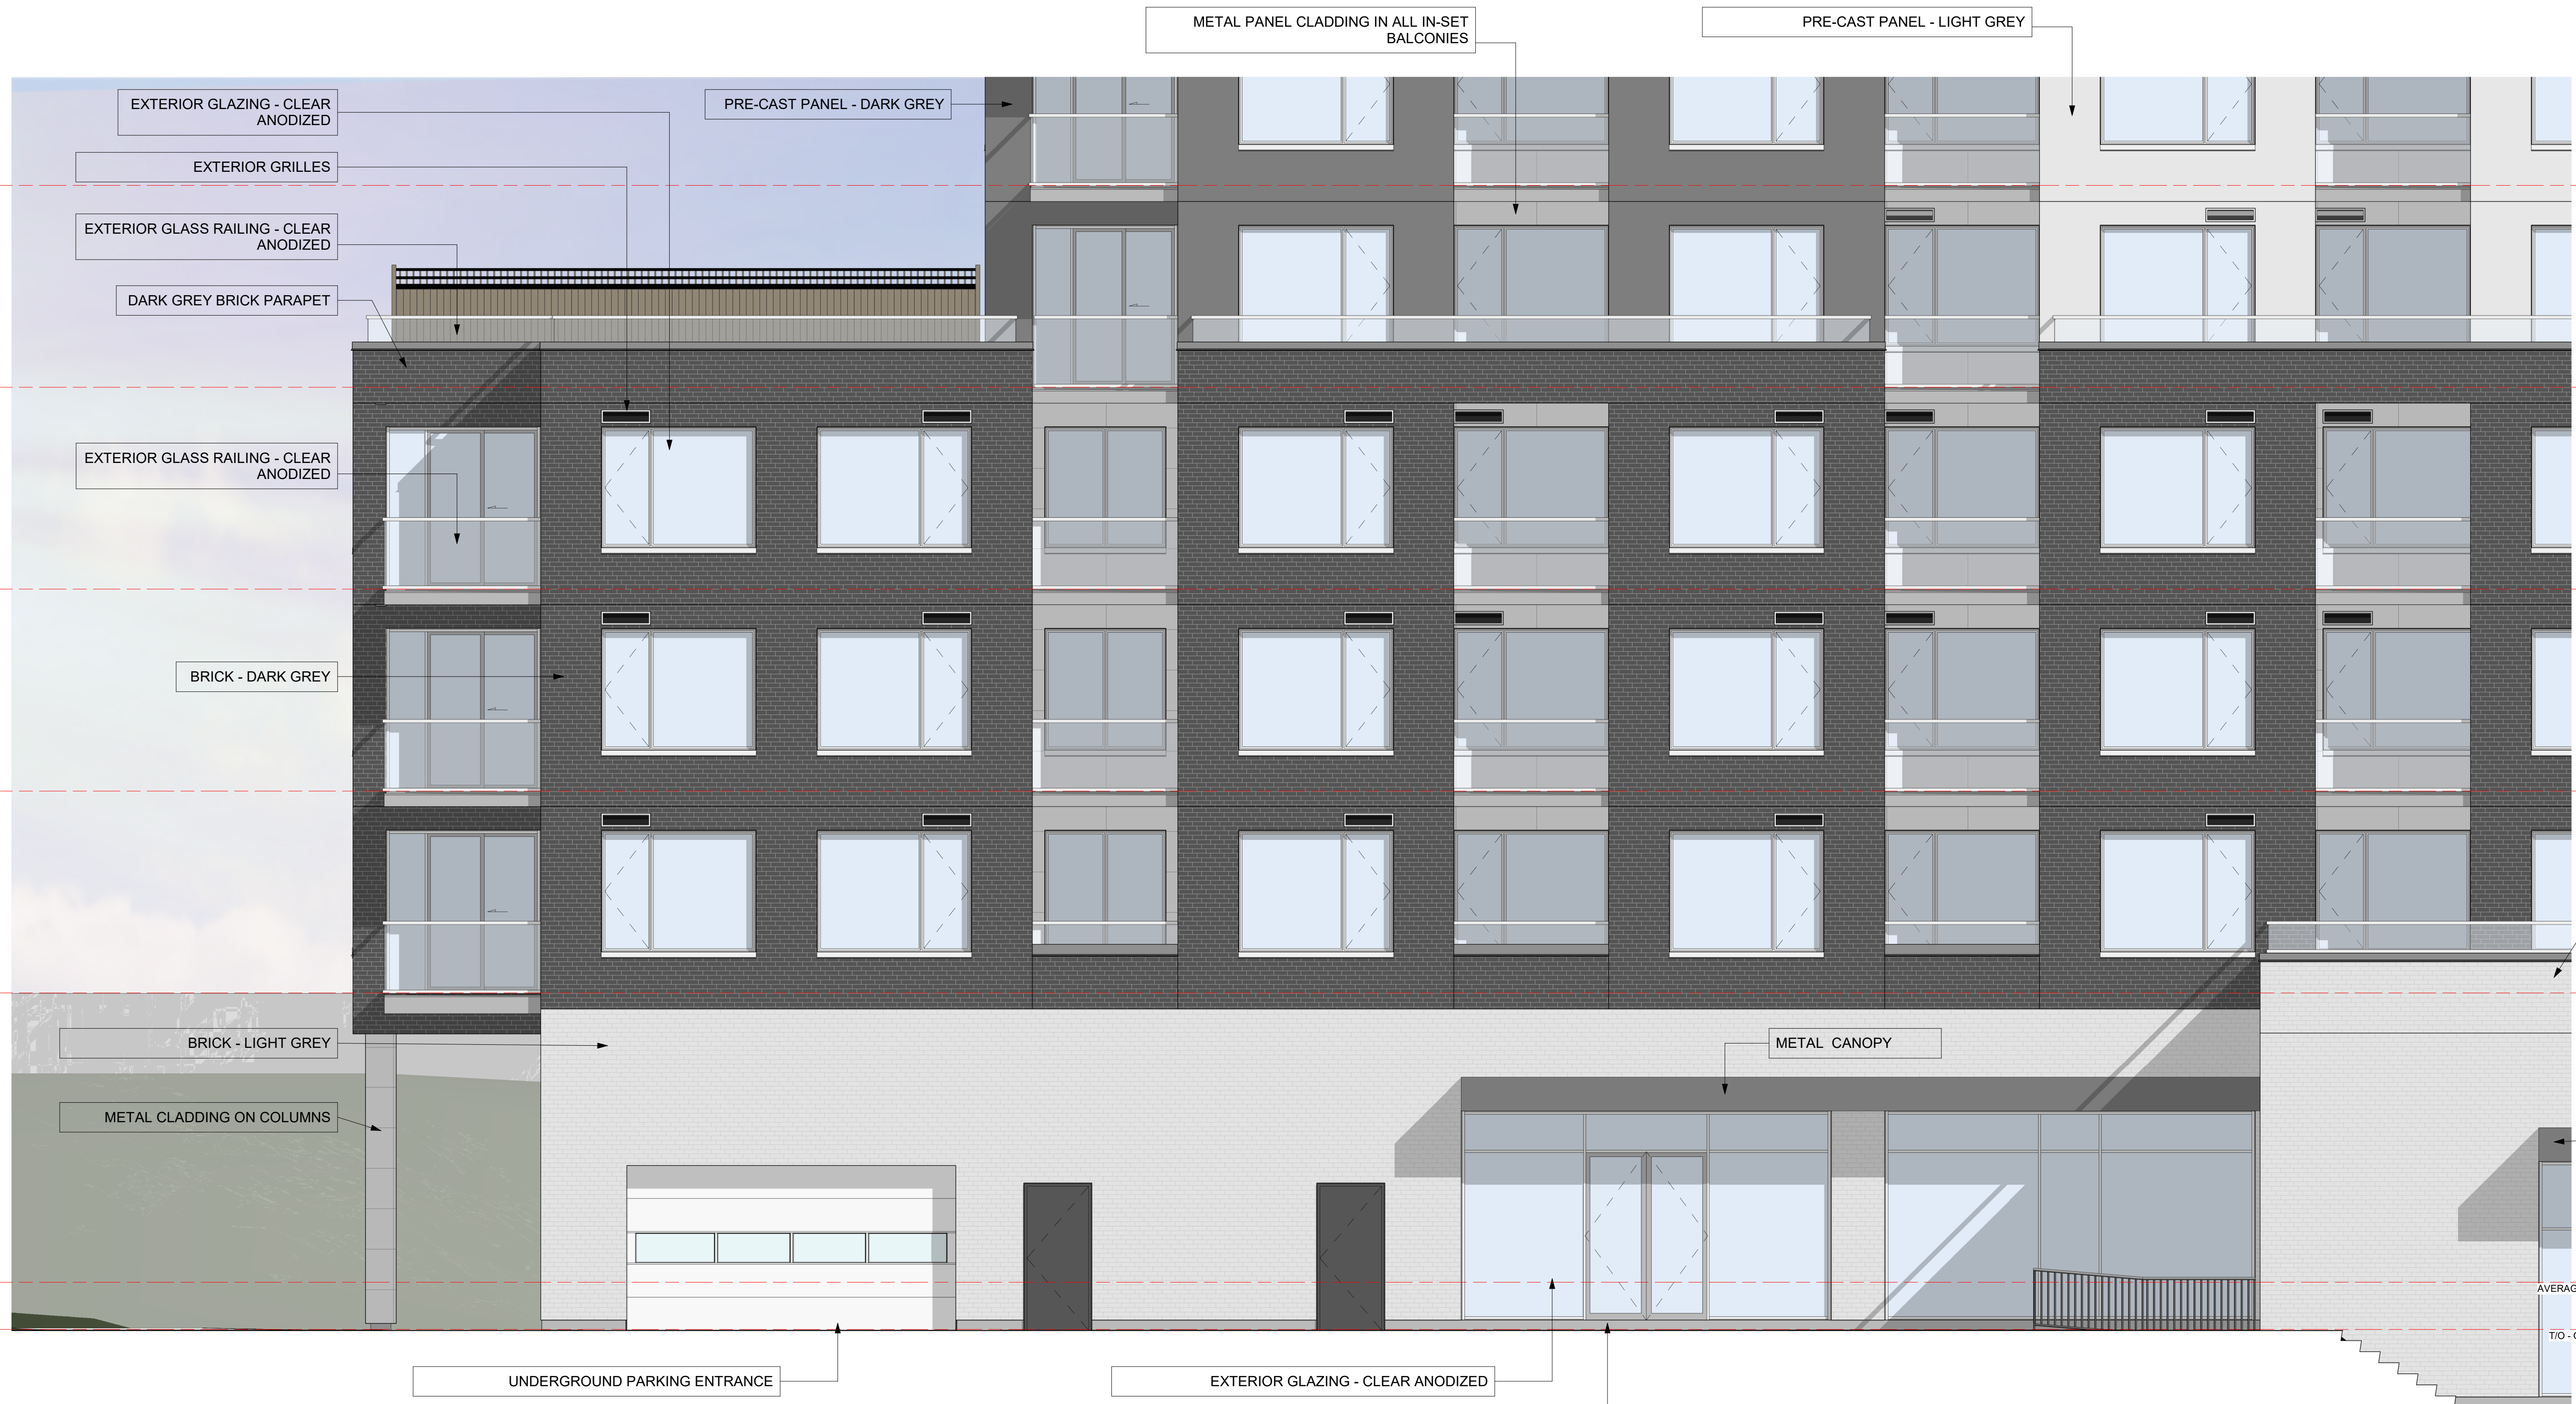 METAL PANEL CLADDING IN ALL IN-SET
BALCONIES
PRE-CAST PANEL - LIGHT GREY
EXTERIOR GLAZING - CLEAR
ANODIZED
PRE-CAST PANEL - DARK GREY
EXTERIOR GRILLES
EXTERIOR GLASS RAILING - CLEAR
ANODIZED
DARK GREY BRICK PARAPET
EXTERIOR GLASS RAILING - CLEAR
ANODIZED
BRICK - DARK GREY
BRICK - LIGHT GREY
METAL CANOPY
METAL CLADDING ON COLUMNS
AVERAG
T/O -
UNDERGROUND PARKING ENTRANCE
EXTERIOR GLAZING - CLEAR ANODIZED